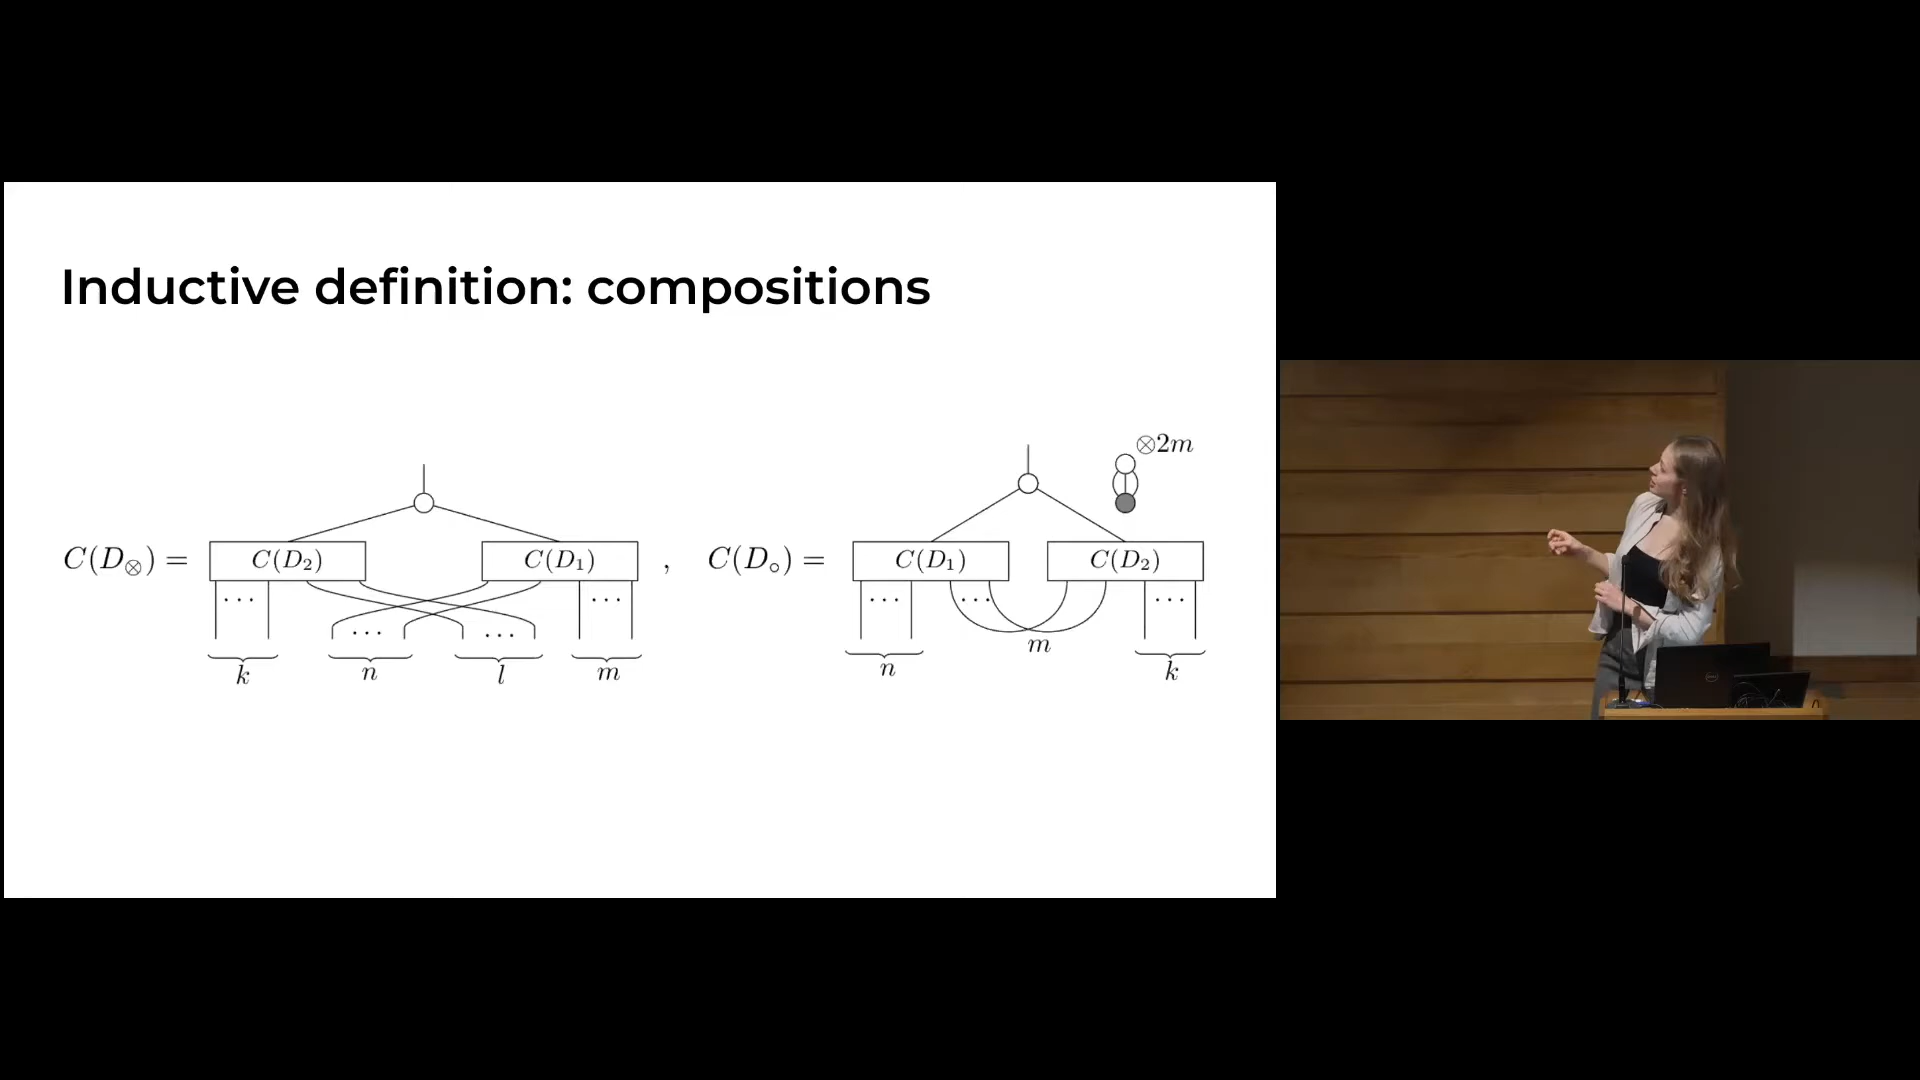 Inductive definition: compositions
C(D⊗) = C(D₂) C(D₁) , C(D∘) = C(D₁) C(D₂) ⊗2m
··· ··· ··· ··· ··· ··· ···
k n l m n m k